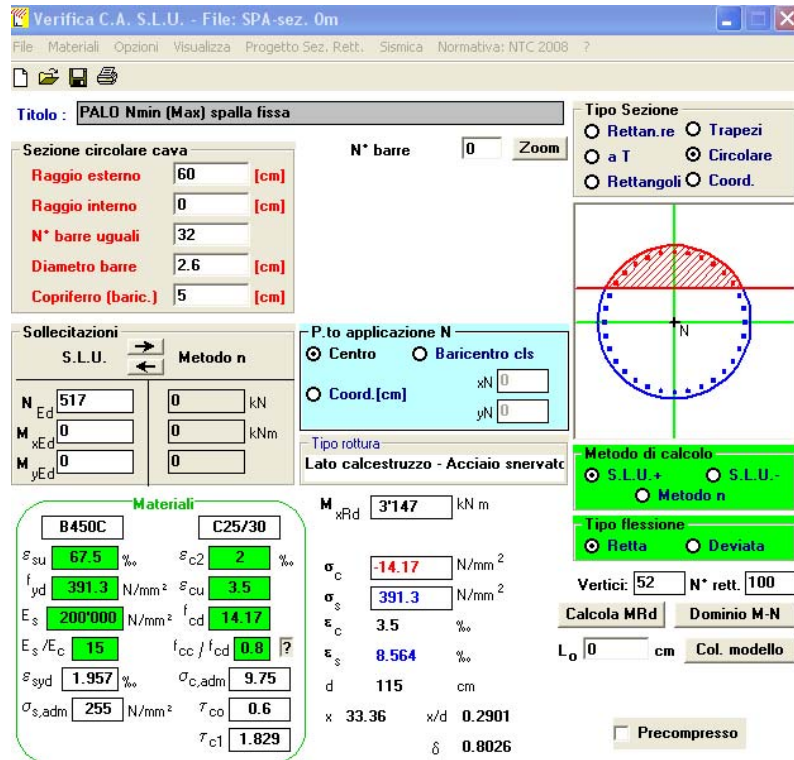 Verifica C.A. S.L.U. - File: SPA-sez. 0m
File Materiali Opzioni Visualizza Progetto Sez. Rett. Sismica Normativa: NTC 2008 ?
Titolo : PALO Nmin (Max) spalla fissa
Sezione circolare cava
Raggio esterno 60 [cm]
Raggio interno 0 [cm]
N° barre uguali 32
Diametro barre 2.6 [cm]
Copriferro (baric.) 5 [cm]
N° barre 0 Zoom
Tipo Sezione
Rettan.re Trapezi
a T Circolare
Rettangoli Coord.
N
Sollecitazioni
S.L.U. Metodo n
N Ed 517 0 kN
M xEd 0 0 kNm
M yEd 0 0
P.to applicazione N
Centro Baricentro cls
Coord.[cm] xN 0
yN 0
Tipo rottura
Lato calcestruzzo - Acciaio snervato
Metodo di calcolo
S.L.U.+ S.L.U.-
Metodo n
Tipo flessione
Retta Deviata
Vertici: 52 N° rett. 100
Calcola MRd Dominio M-N
L o 0 cm Col. modello
Precompresso
Materiali
B450C C25/30
ε su 67.5 ‰ ε c2 2 ‰
f yd 391.3 N/mm² ε cu 3.5
E s 200'000 N/mm² f cd 14.17
E s /E c 15 f cc / f cd 0.8 ?
ε syd 1.957 ‰ σ c,adm 9.75
σ s,adm 255 N/mm² τ co 0.6
τ c1 1.829
M xRd 3'147 kN m
σ c -14.17 N/mm²
σ s 391.3 N/mm²
ε c 3.5 ‰
ε s 8.564 ‰
d 115 cm
x 33.36 x/d 0.2901
δ 0.8026